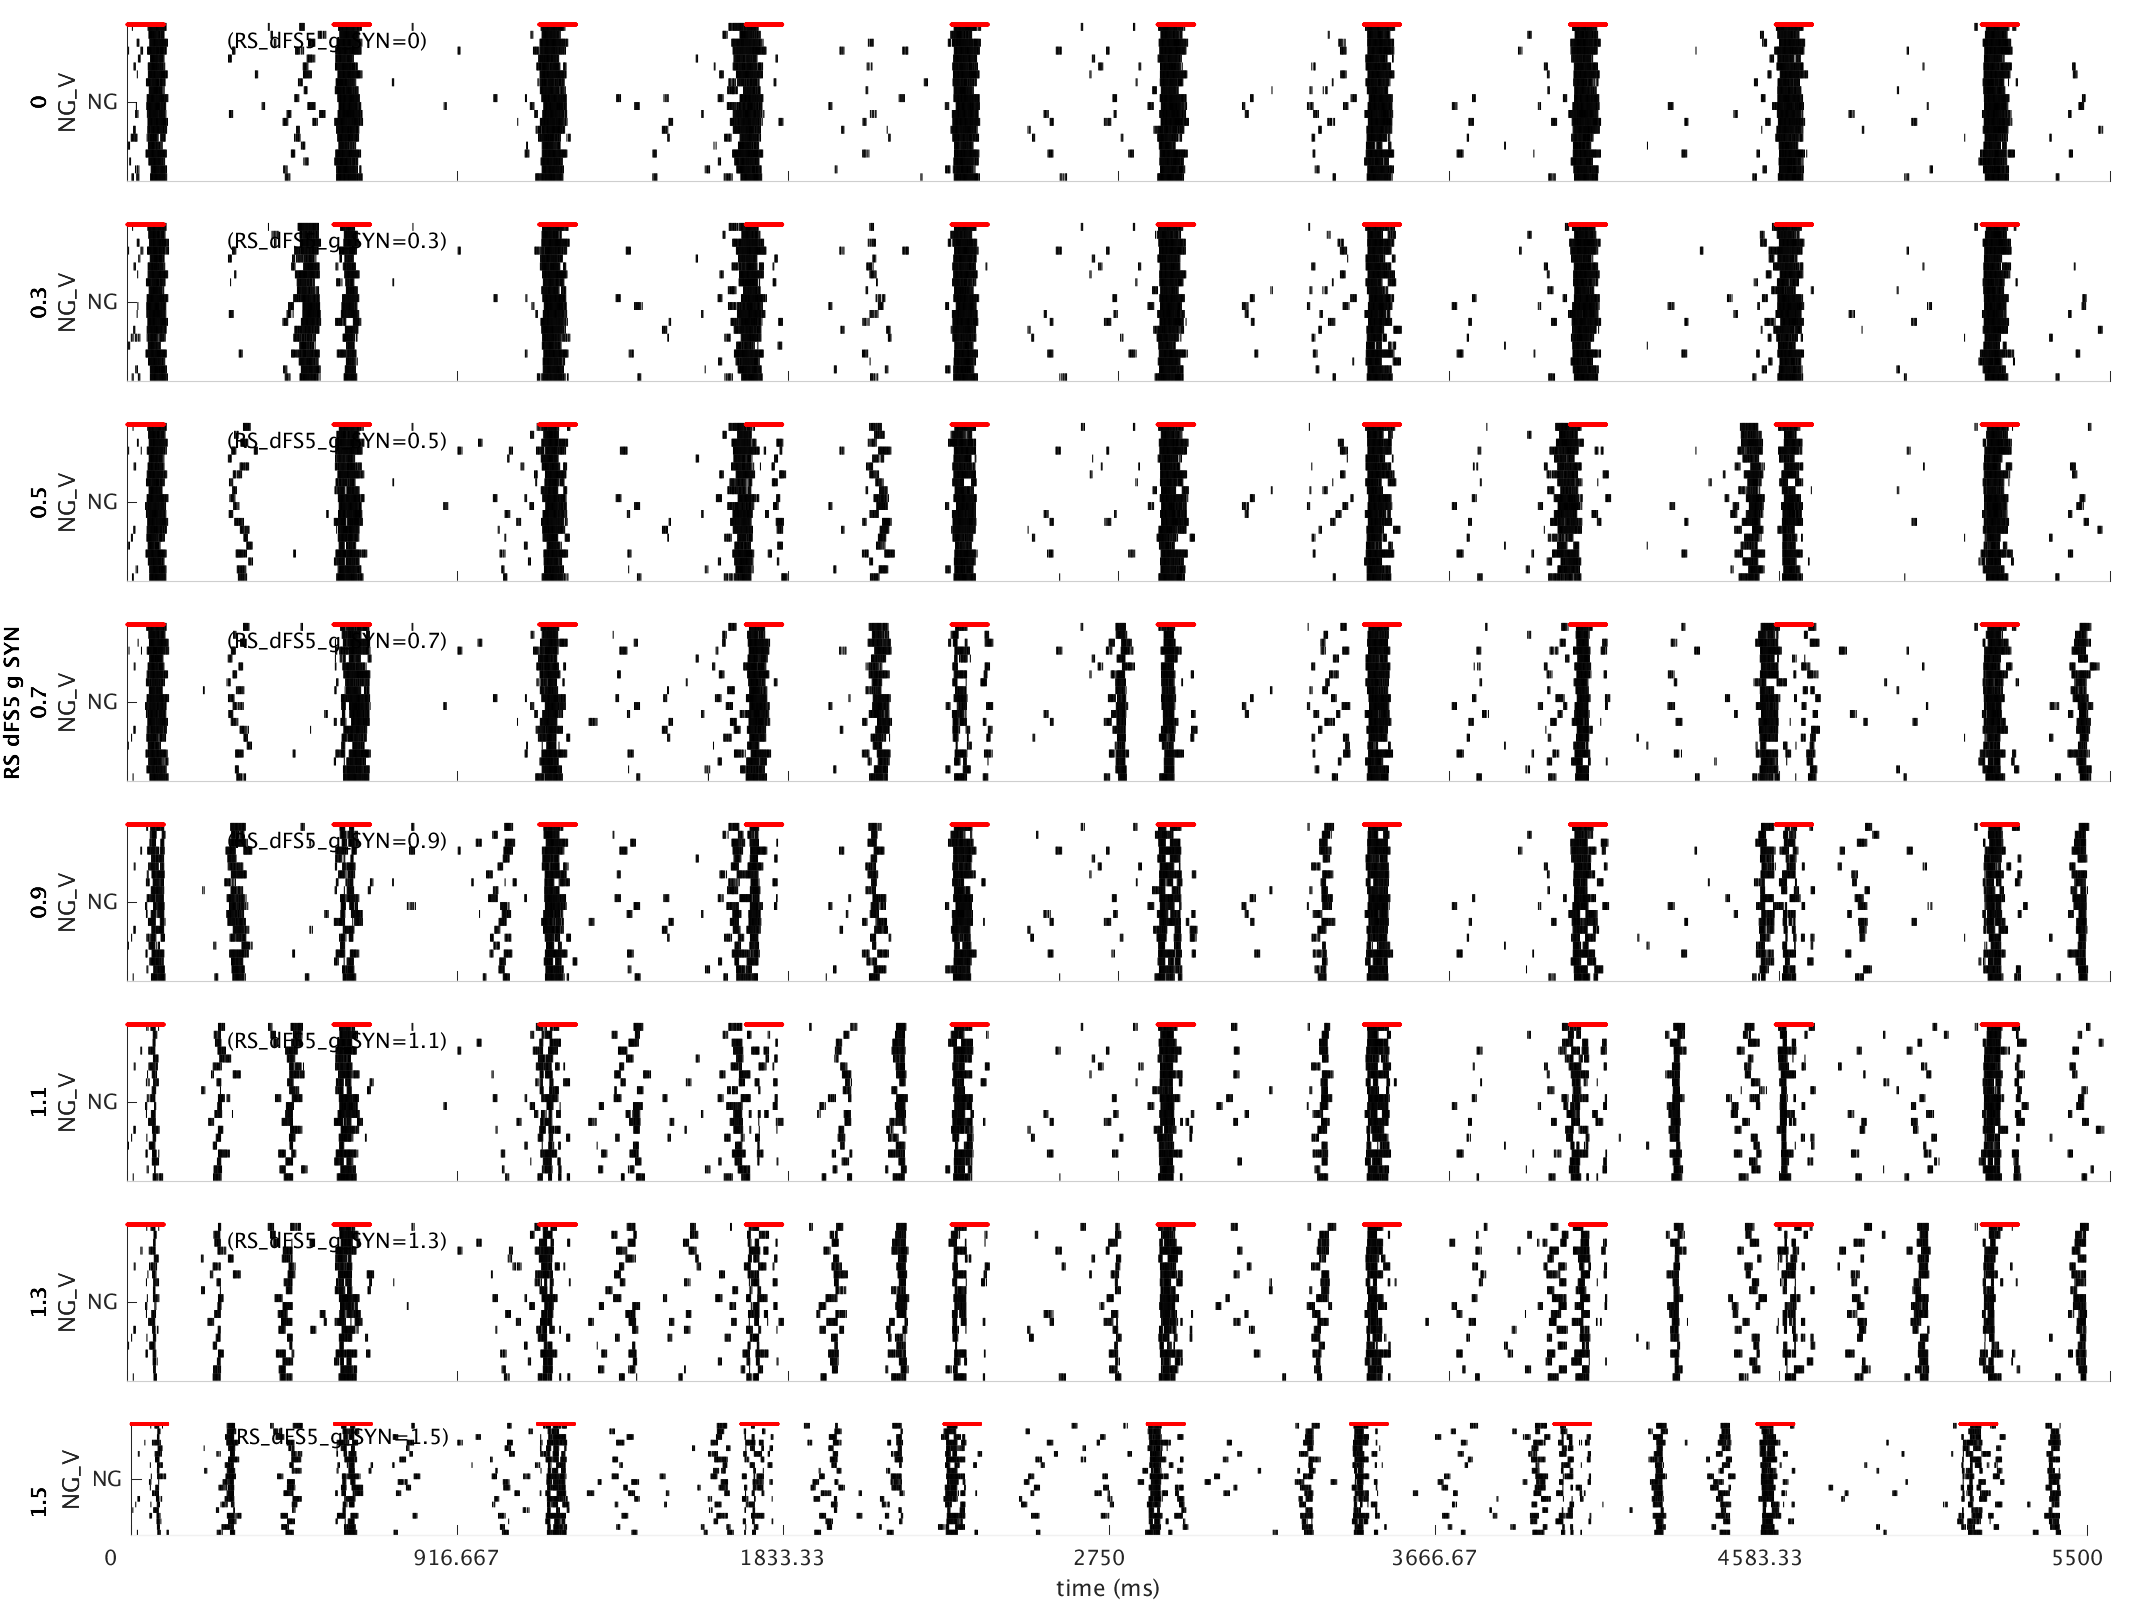 RS dFS5 g SYN
0
NG_V
NG
(RS_dFS5_g_SYN=0)
0.3
NG_V
NG
(RS_dFS5_g_SYN=0.3)
0.5
NG_V
NG
(RS_dFS5_g_SYN=0.5)
0.7
NG_V
NG
(RS_dFS5_g_SYN=0.7)
0.9
NG_V
NG
(RS_dFS5_g_SYN=0.9)
1.1
NG_V
NG
(RS_dFS5_g_SYN=1.1)
1.3
NG_V
NG
(RS_dFS5_g_SYN=1.3)
1.5
NG_V
NG
(RS_dFS5_g_SYN=1.5)
0 916.667 1833.33 2750 3666.67 4583.33 5500
time (ms)